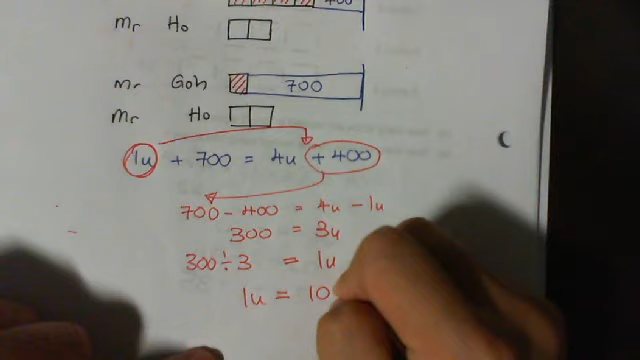 400
Mr Ho
Mr Goh 700
Mr Ho
1u + 700 = 4u + 400
700 - 400 = 4u - 1u
300 = 3u
300 ÷ 3 = 1u
1u = 10